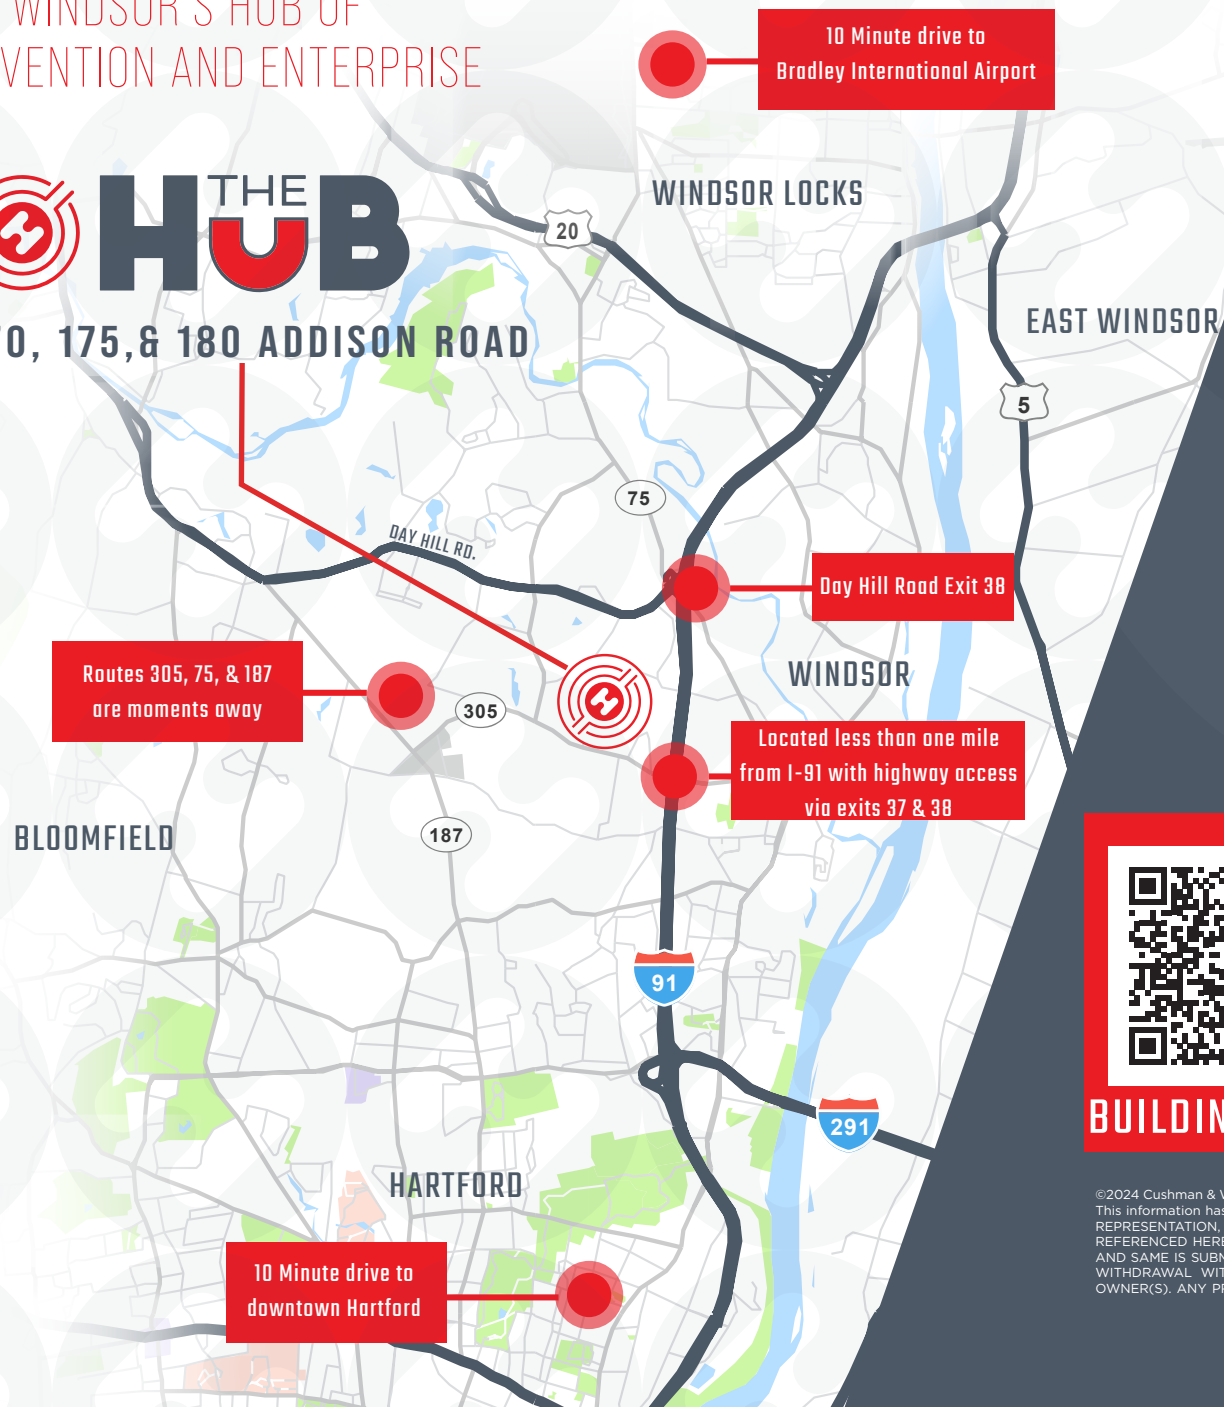 WINDSOR'S HUB OF
VENTION AND ENTERPRISE
10 Minute drive to
Bradley International Airport
THE
HUB
0, 175,& 180 ADDISON ROAD
WINDSOR LOCKS
20
EAST WINDSOR
5
75
DAY HILL RD.
Day Hill Road Exit 38
Routes 305, 75, & 187
are moments away
305
WINDSOR
Located less than one mile
from I-91 with highway access
via exits 37 & 38
187
BLOOMFIELD
91
291
BUILDIN
HARTFORD
10 Minute drive to
downtown Hartford
©2024 Cushman &
This information has
REPRESENTATION,
REFERENCED HERE
AND SAME IS SUBM
WITHDRAWAL WIT
OWNER(S). ANY PR